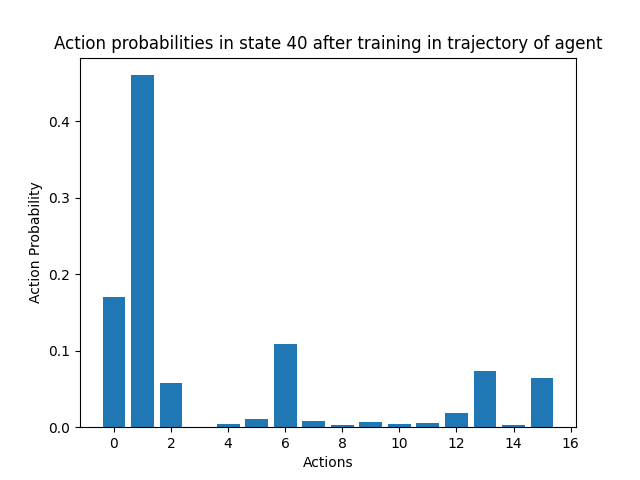 Action probabilities in state 40 after training in trajectory of agent
Action Probability
0.4
0.3
0.2
0.1
0.0
0 2 4 6 8 10 12 14 16
Actions